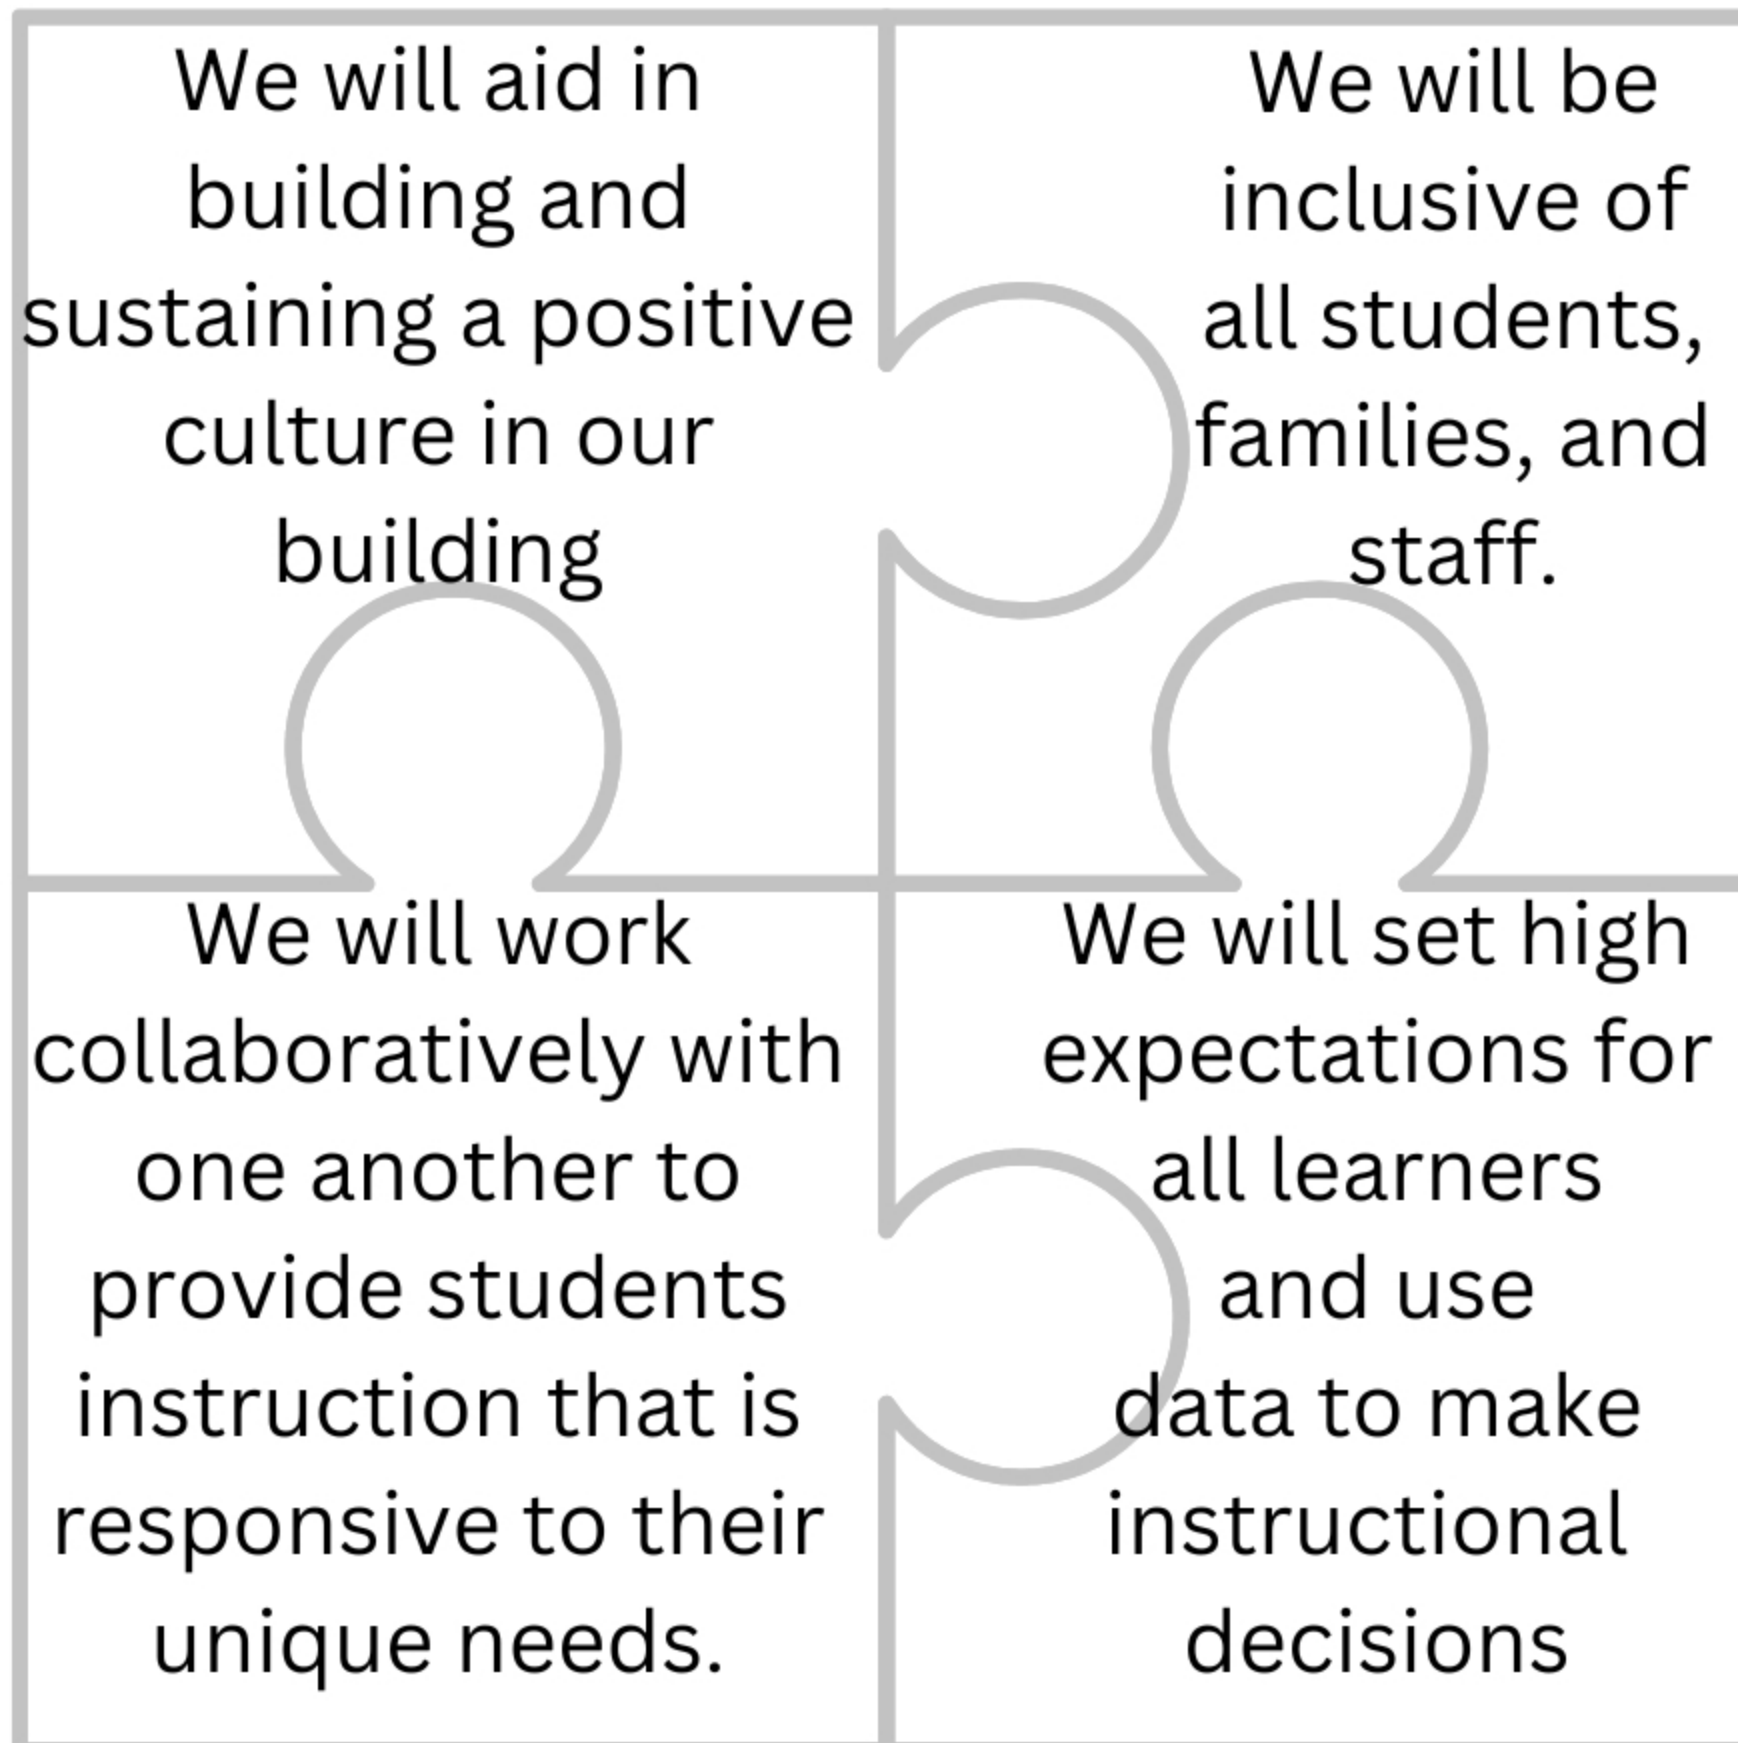 We will aid in
building and
sustaining a positive
culture in our
building
We will be
inclusive of
all students,
families, and
staff.
We will work
collaboratively with
one another to
provide students
instruction that is
responsive to their
unique needs.
We will set high
expectations for
all learners
and use
data to make
instructional
decisions